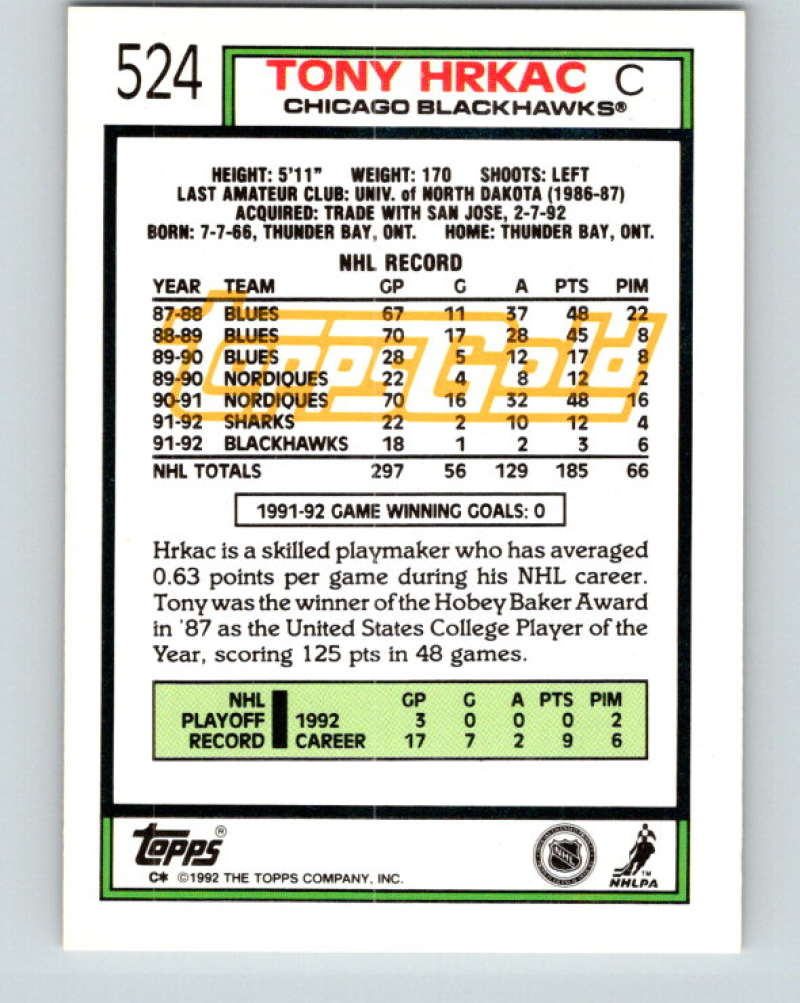 524
TONY HRKAC C
CHICAGO BLACKHAWKS®
HEIGHT: 5'11" WEIGHT: 170 SHOOTS: LEFT
LAST AMATEUR CLUB: UNIV. of NORTH DAKOTA (1986-87)
ACQUIRED: TRADE WITH SAN JOSE, 2-7-92
BORN: 7-7-66, THUNDER BAY, ONT. HOME: THUNDER BAY, ONT.
NHL RECORD
YEAR TEAM GP G A PTS PIM
87-88 BLUES 67 11 37 48 22
88-89 BLUES 70 17 28 45 8
89-90 BLUES 28 5 12 17 8
89-90 NORDIQUES 22 4 8 12 2
90-91 NORDIQUES 70 16 32 48 16
91-92 SHARKS 22 2 10 12 4
91-92 BLACKHAWKS 18 1 2 3 6
NHL TOTALS 297 56 129 185 66
Topps Gold
1991-92 GAME WINNING GOALS: 0
Hrkac is a skilled playmaker who has averaged
0.63 points per game during his NHL career.
Tony was the winner of the Hobey Baker Award
in '87 as the United States College Player of the
Year, scoring 125 pts in 48 games.
NHL GP G A PTS PIM
PLAYOFF 1992 3 0 0 0 2
RECORD CAREER 17 7 2 9 6
Topps®
C* ©1992 THE TOPPS COMPANY, INC.
NHL
TM
NHLPA